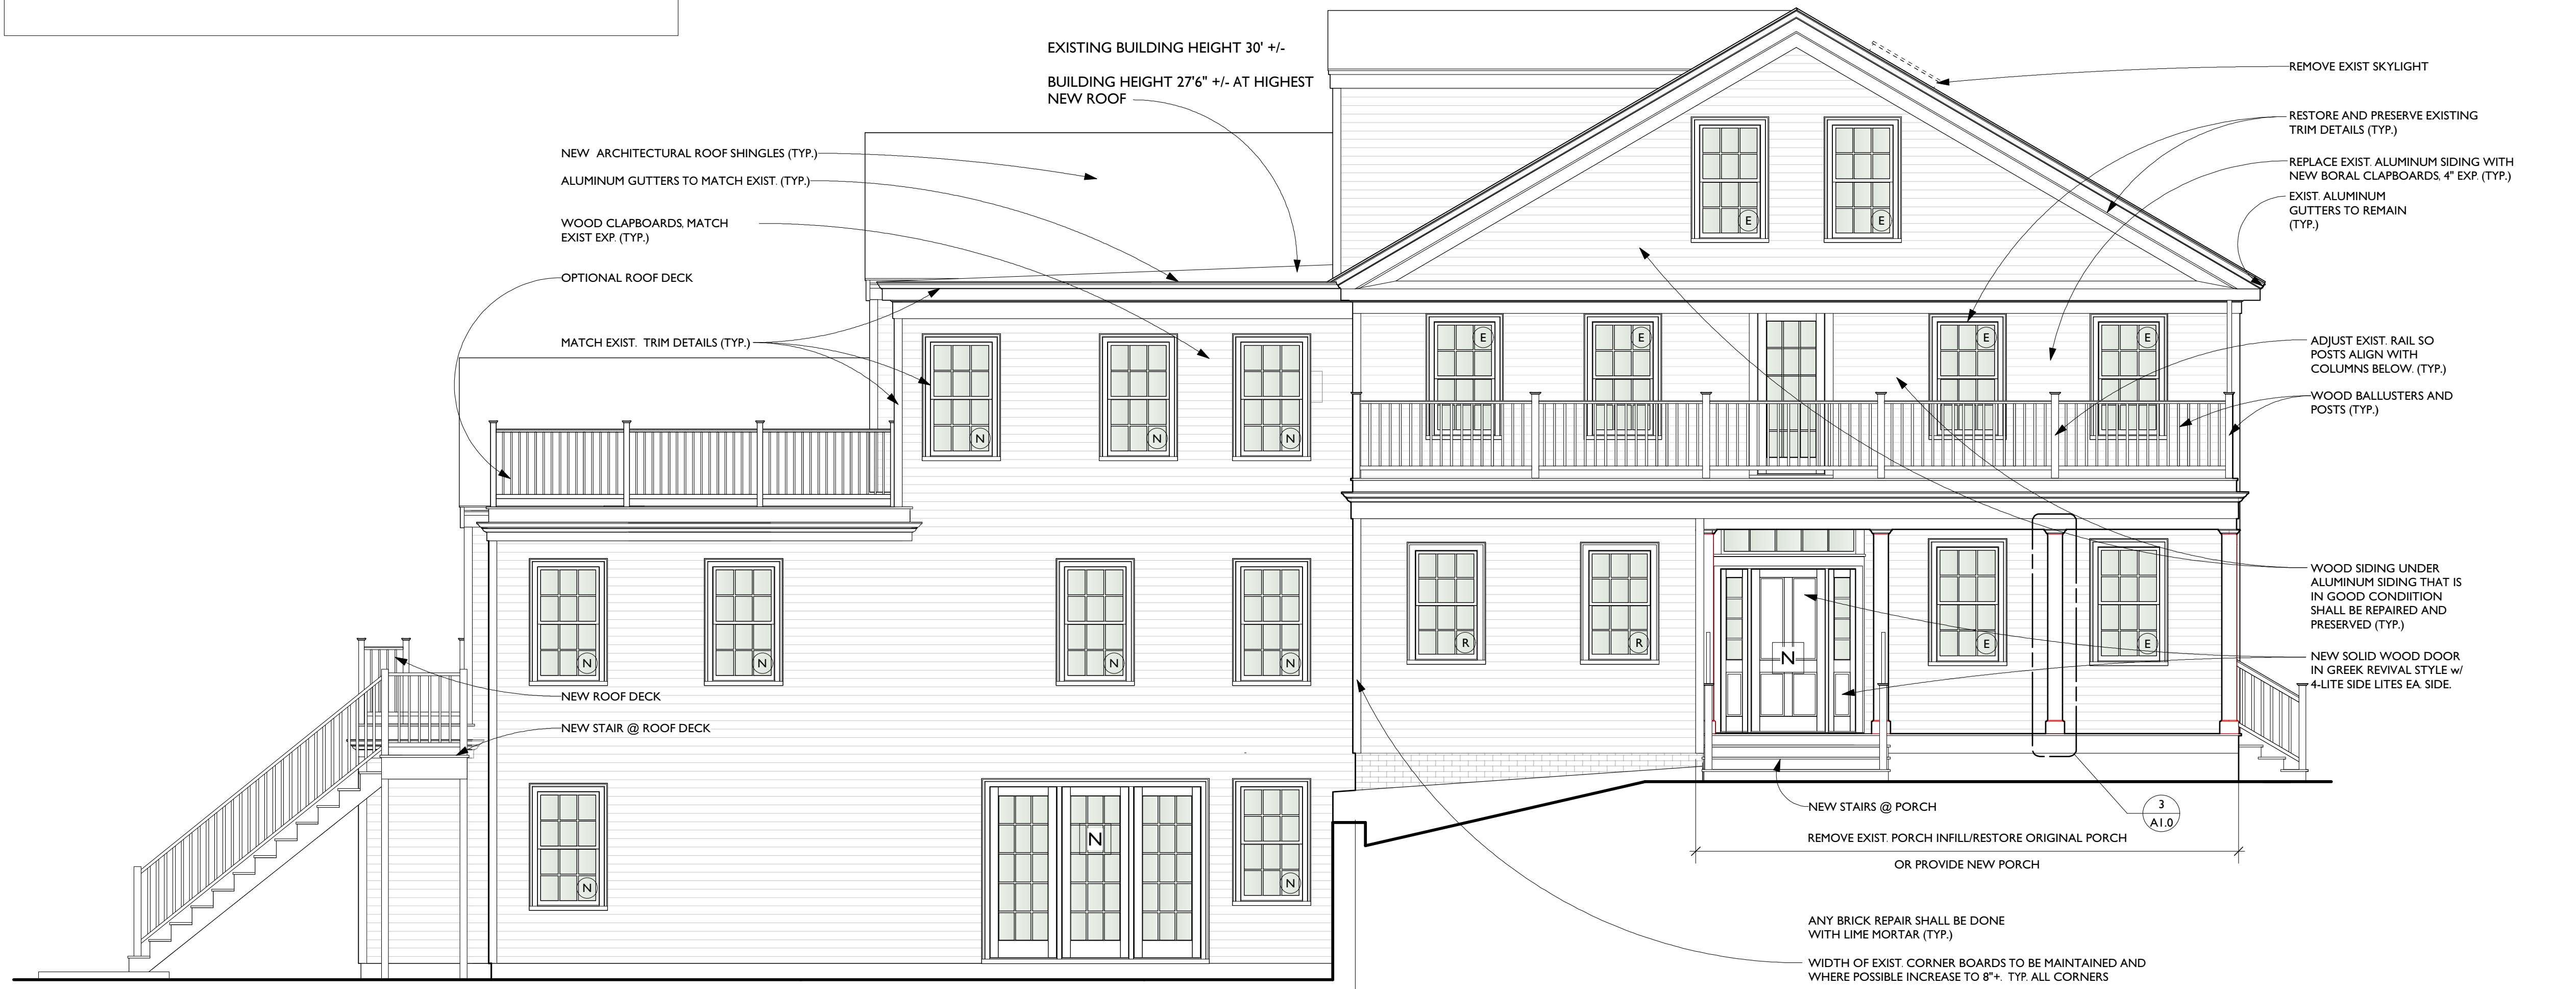 EXISTING BUILDING HEIGHT 30' +/-
BUILDING HEIGHT 27'6" +/- AT HIGHEST
NEW ROOF
NEW ARCHITECTURAL ROOF SHINGLES (TYP.)
ALUMINUM GUTTERS TO MATCH EXIST. (TYP.)
WOOD CLAPBOARDS, MATCH
EXIST EXP. (TYP.)
OPTIONAL ROOF DECK
MATCH EXIST. TRIM DETAILS (TYP.)
NEW ROOF DECK
NEW STAIR @ ROOF DECK
REMOVE EXIST SKYLIGHT
RESTORE AND PRESERVE EXISTING
TRIM DETAILS (TYP.)
REPLACE EXIST. ALUMINUM SIDING WITH
NEW BORAL CLAPBOARDS, 4" EXP. (TYP.)
EXIST. ALUMINUM
GUTTERS TO REMAIN
(TYP.)
ADJUST EXIST. RAIL SO
POSTS ALIGN WITH
COLUMNS BELOW. (TYP.)
WOOD BALLUSTERS AND
POSTS (TYP.)
WOOD SIDING UNDER
ALUMINUM SIDING THAT IS
IN GOOD CONDIITION
SHALL BE REPAIRED AND
PRESERVED (TYP.)
NEW SOLID WOOD DOOR
IN GREEK REVIVAL STYLE w/
4-LITE SIDE LITES EA. SIDE.
E
E
E
E
E
E
N
N
N
N
N
N
N
R
R
N
E
E
N
N
N
NEW STAIRS @ PORCH
3
A1.0
REMOVE EXIST. PORCH INFILL/RESTORE ORIGINAL PORCH
OR PROVIDE NEW PORCH
ANY BRICK REPAIR SHALL BE DONE
WITH LIME MORTAR (TYP.)
WIDTH OF EXIST. CORNER BOARDS TO BE MAINTAINED AND
WHERE POSSIBLE INCREASE TO 8"+. TYP. ALL CORNERS